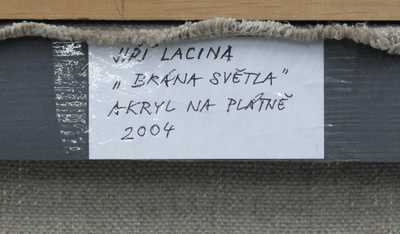 JIŘÍ LACINA
„BRÁNA SVĚTLA"
AKRYL NA PLÁTNĚ
2004